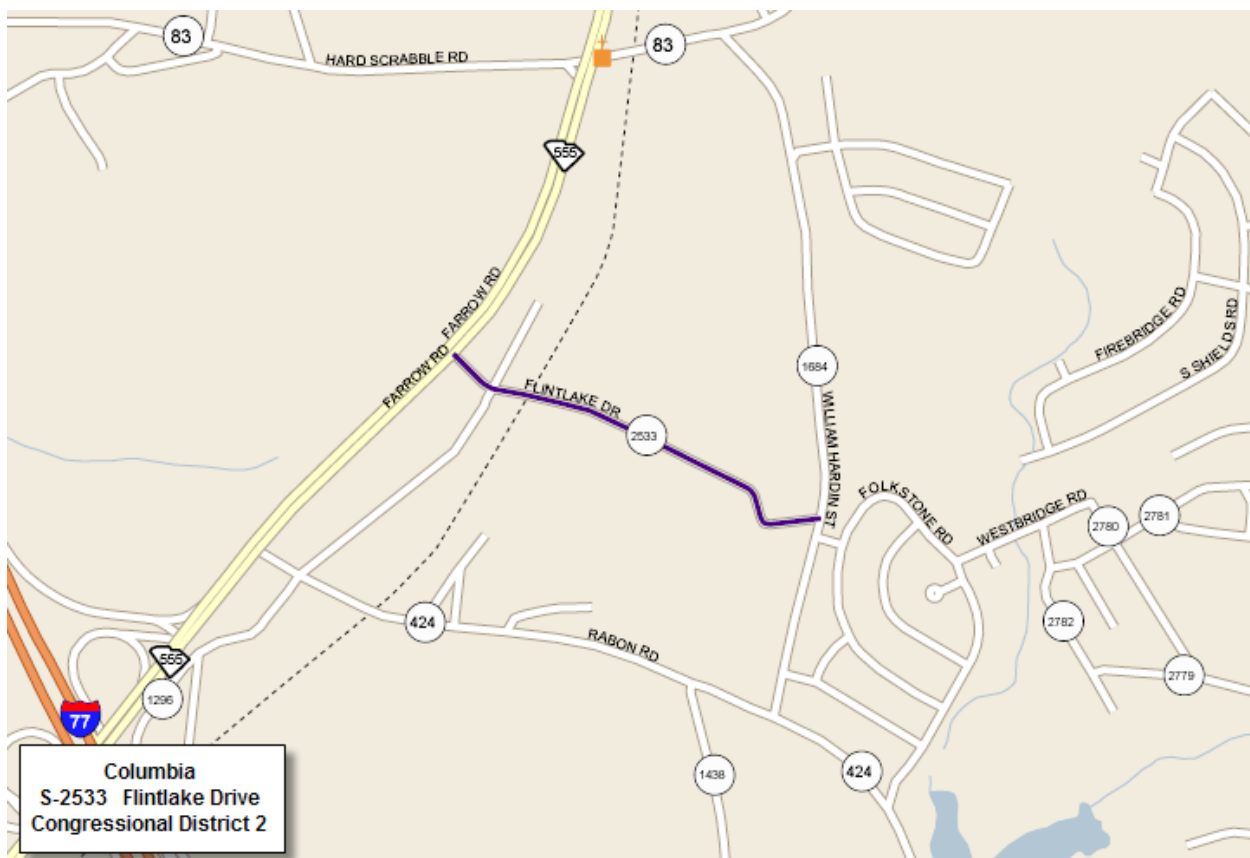 83
HARD SCRABBLE RD
83
555
FARROW RD
FARROW RD
FLINTLAKE DR
2533
1684
WILLIAM HARDIN ST
FIREBRIDGE RD
S SHIELDS RD
FOLKSTONE RD
WESTBRIDGE RD
2780
2781
2782
2779
424
RABON RD
555
1296
77
1438
424
Columbia
S-2533 Flintlake Drive
Congressional District 2